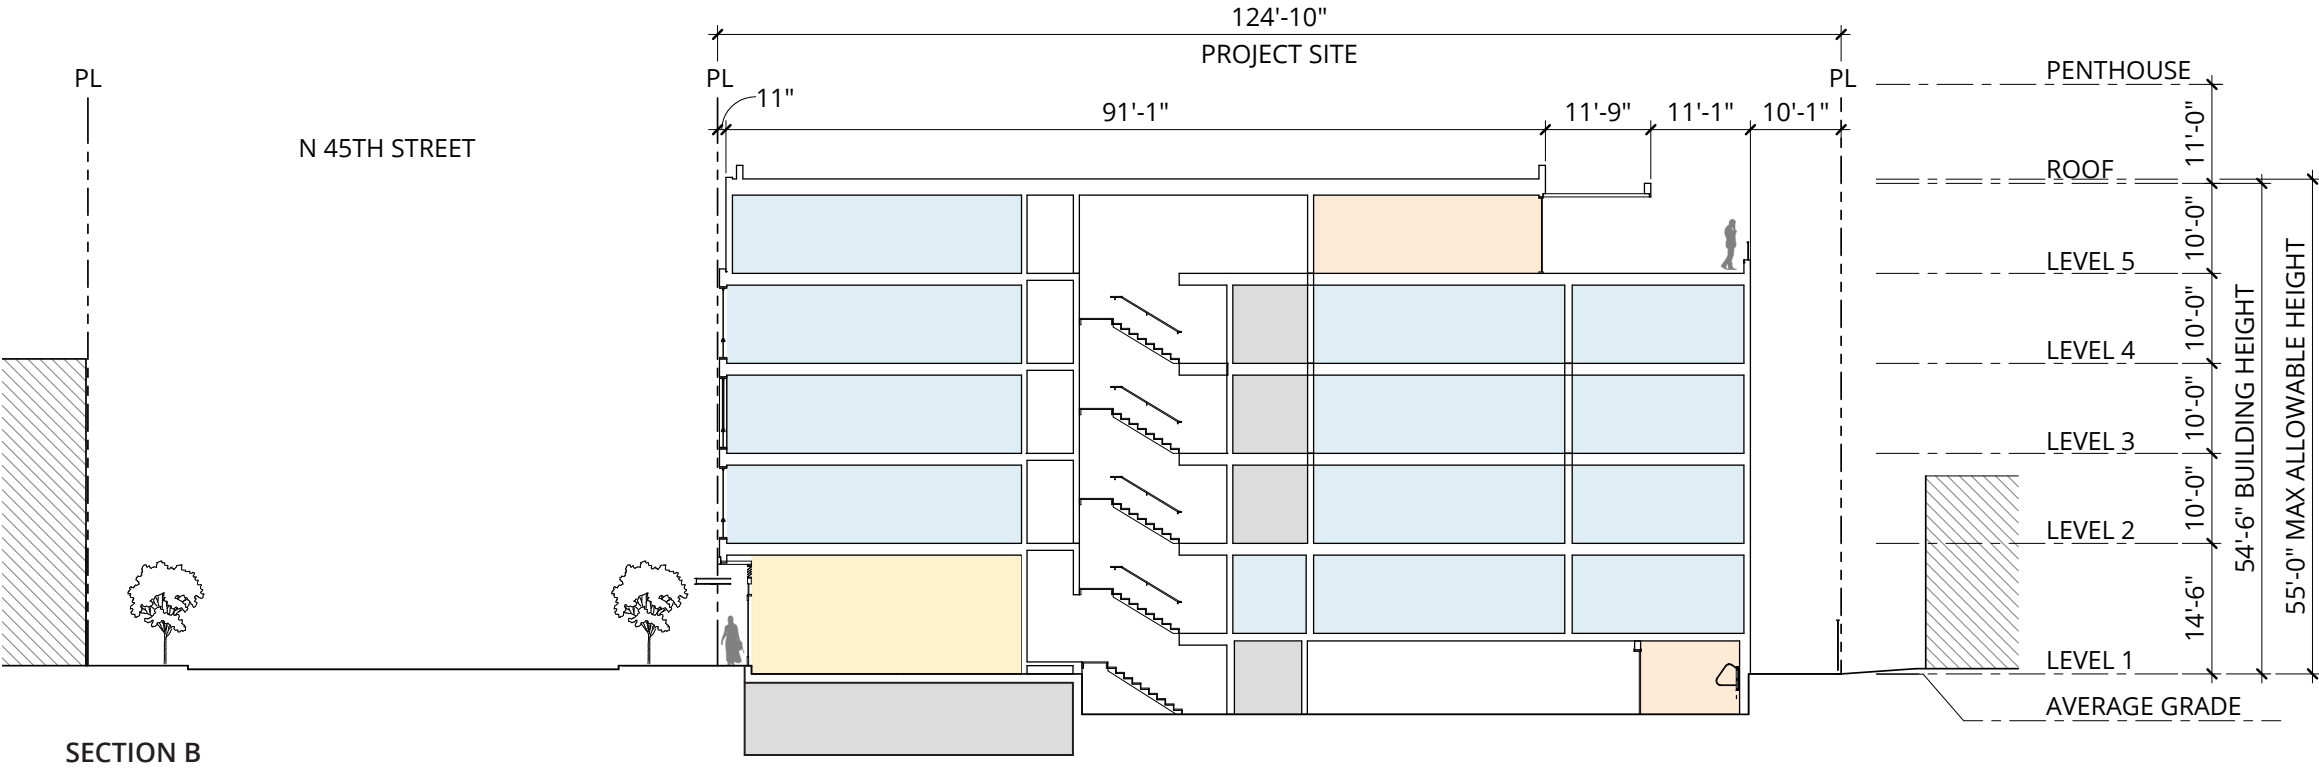 124'-10"
PROJECT SITE
PL
PL
PL
11"
91'-1"
11'-9"
11'-1"
10'-1"
N 45TH STREET
PENTHOUSE
11'-0"
ROOF
10'-0"
LEVEL 5
10'-0"
LEVEL 4
10'-0"
LEVEL 3
10'-0"
LEVEL 2
14'-6"
LEVEL 1
AVERAGE GRADE
54'-6" BUILDING HEIGHT
55'-0" MAX ALLOWABLE HEIGHT
SECTION B